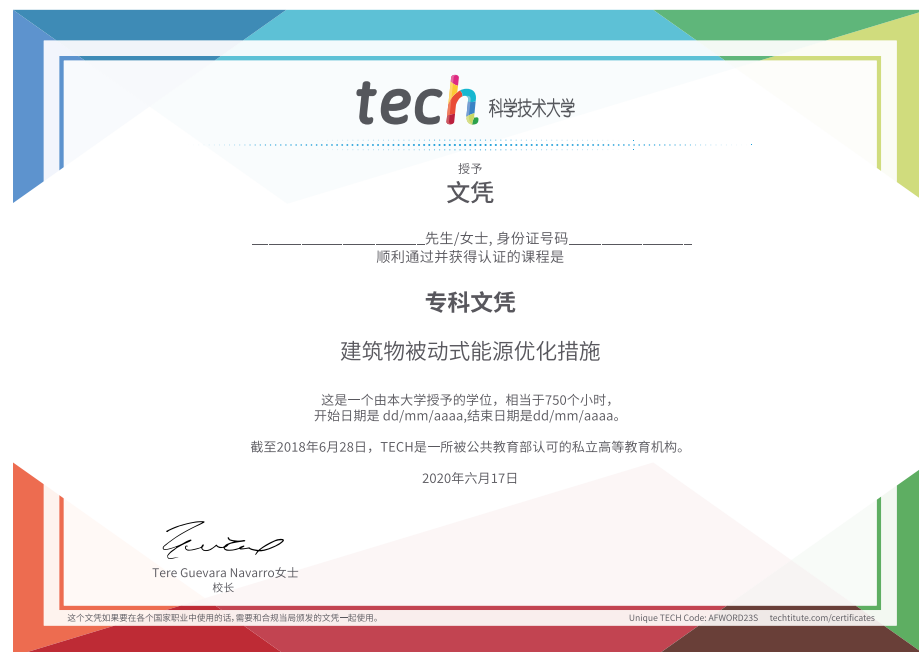 tech 科学技术大学
授予
文凭
_____________________先生/女士, 身份证号码_______________
顺利通过并获得认证的课程是
专科文凭
建筑物被动式能源优化措施
这是一个由本大学授予的学位，相当于750个小时，
开始日期是 dd/mm/aaaa,结束日期是dd/mm/aaaa。
截至2018年6月28日，TECH是一所被公共教育部认可的私立高等教育机构。
2020年六月17日
Tere Guevara Navarro女士
校长
这个文凭如果要在各个国家职业中使用的话,需要和合规当局颁发的文凭一起使用。
Unique TECH Code: AFWORD23S techtitute.com/certificates